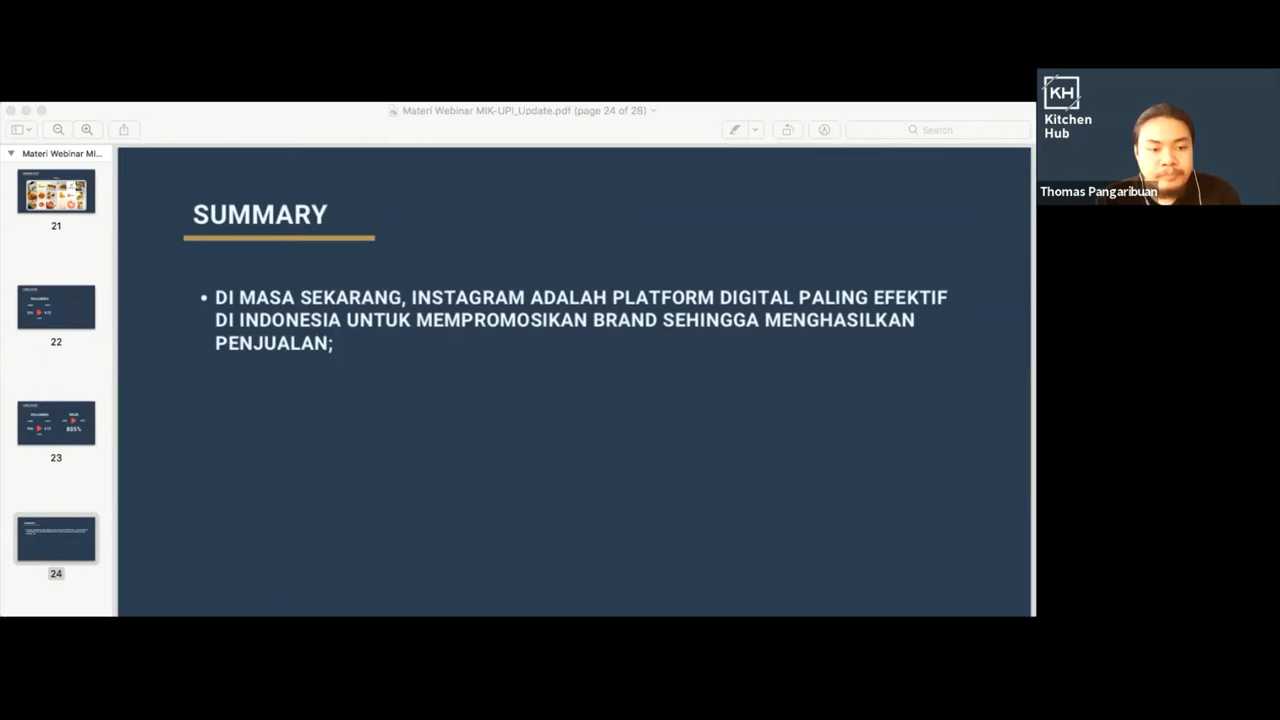 Materi Webinar MIK-UPI_Update.pdf (page 24 of 28)
Search
Materi Webinar MI...
21
22
23
805%
24
SUMMARY
• DI MASA SEKARANG, INSTAGRAM ADALAH PLATFORM DIGITAL PALING EFEKTIF
DI INDONESIA UNTUK MEMPROMOSIKAN BRAND SEHINGGA MENGHASILKAN
PENJUALAN;
KH
Kitchen
Hub
Thomas Pangaribuan